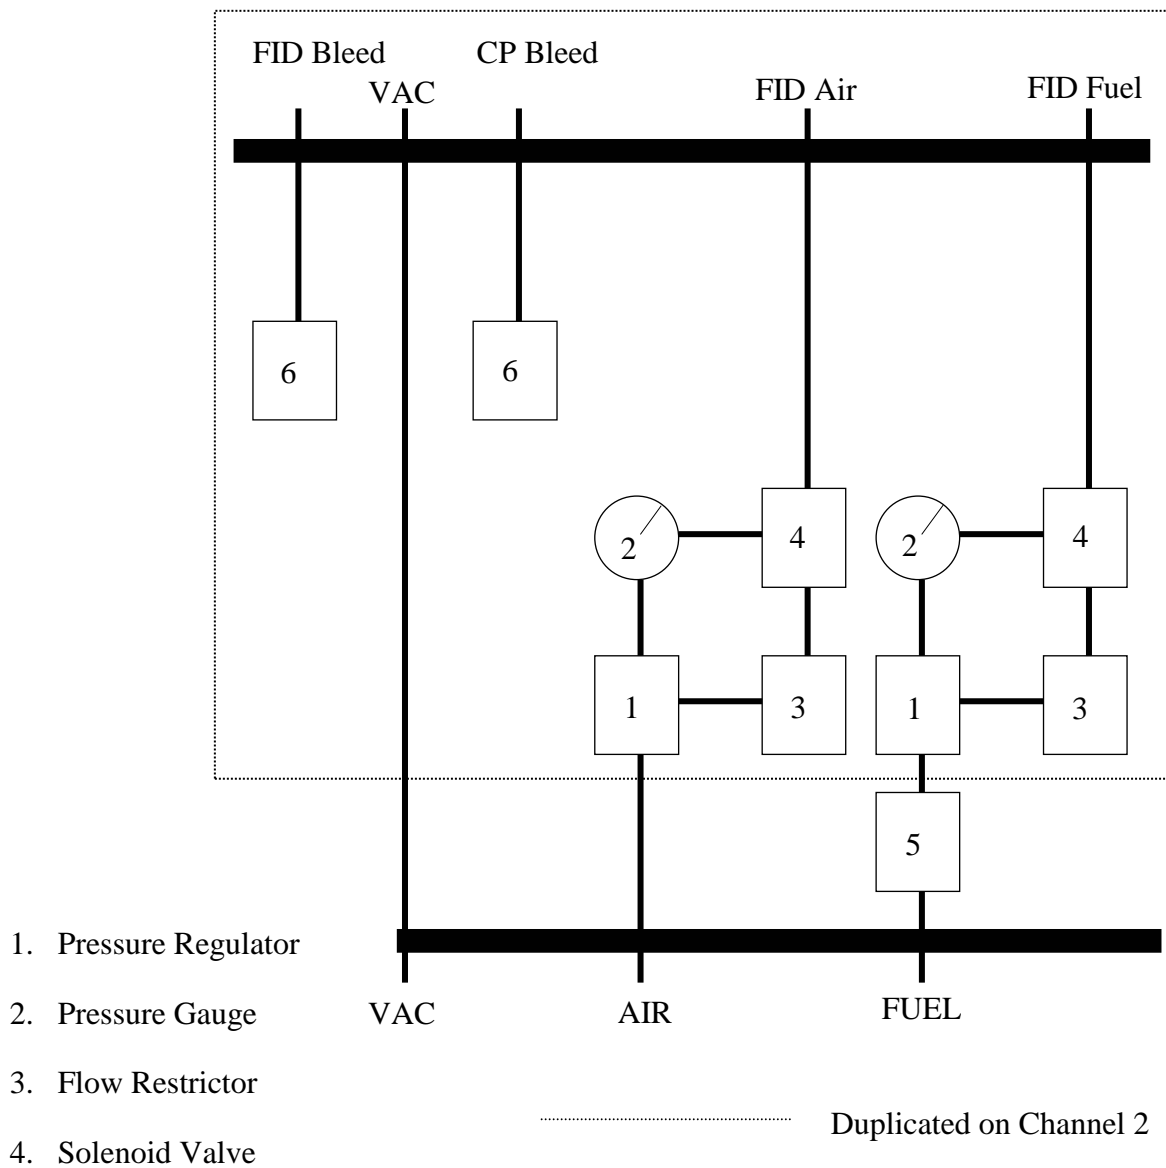 FID Bleed
CP Bleed
VAC
FID Air
FID Fuel
6
6
2
4
2
4
1
3
1
3
5
1. Pressure Regulator
VAC
AIR
FUEL
2. Pressure Gauge
3. Flow Restrictor
Duplicated on Channel 2
4. Solenoid Valve